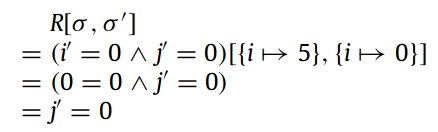 R[σ, σ′]
= (i′ = 0 ∧ j′ = 0)[{i ↦ 5}, {i ↦ 0}]
= (0 = 0 ∧ j′ = 0)
= j′ = 0